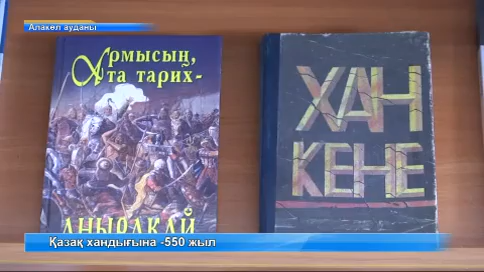 Алакөл ауданы
Армысың,
Ата тарих-
АҢЫРАҚАЙ
ХАН
КЕНЕ
Қазақ хандығына -550 жыл